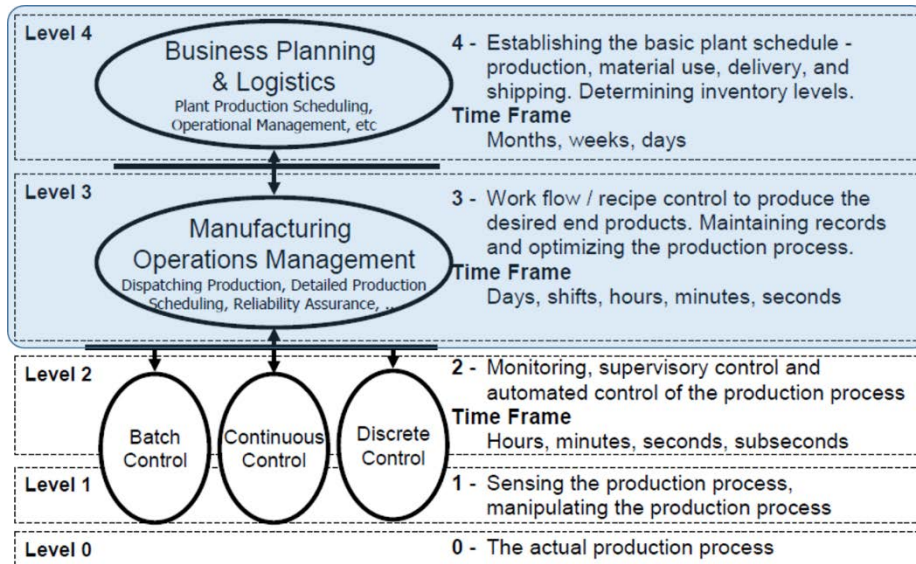 Level 4
Business Planning
& Logistics
Plant Production Scheduling,
Operational Management, etc
4 - Establishing the basic plant schedule -
production, material use, delivery, and
shipping. Determining inventory levels.
Time Frame
Months, weeks, days
Level 3
Manufacturing
Operations Management
Dispatching Production, Detailed Production
Scheduling, Reliability Assurance, ...
3 - Work flow / recipe control to produce the
desired end products. Maintaining records
and optimizing the production process.
Time Frame
Days, shifts, hours, minutes, seconds
Level 2
Batch
Control
Continuous
Control
Discrete
Control
2 - Monitoring, supervisory control and
automated control of the production process
Time Frame
Hours, minutes, seconds, subseconds
Level 1
1 - Sensing the production process,
manipulating the production process
Level 0
0 - The actual production process